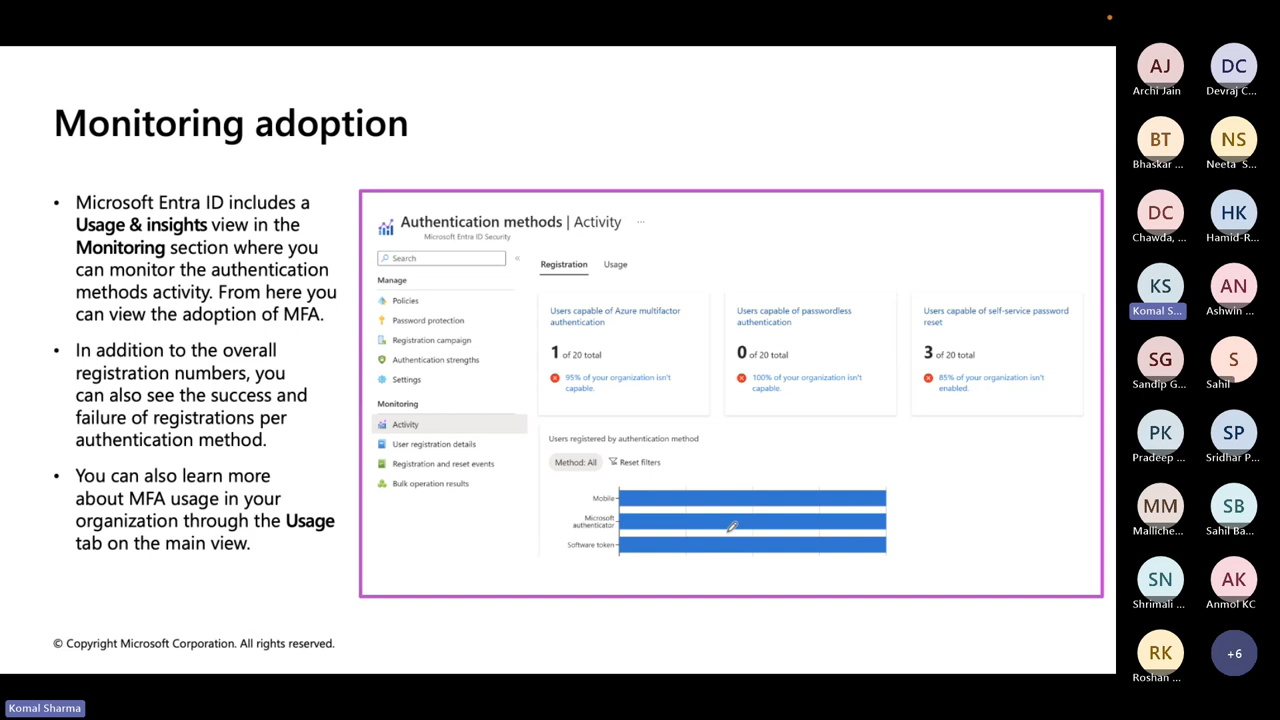 Monitoring adoption
• Microsoft Entra ID includes a
Usage & insights view in the
Monitoring section where you
can monitor the authentication
methods activity. From here you
can view the adoption of MFA.
• In addition to the overall
registration numbers, you
can also see the success and
failure of registrations per
authentication method.
• You can also learn more
about MFA usage in your
organization through the Usage
tab on the main view.
© Copyright Microsoft Corporation. All rights reserved.
Authentication methods | Activity ...
Microsoft Entra ID Security
Search
«
Manage
Policies
Password protection
Registration campaign
Authentication strengths
Settings
Monitoring
Activity
User registration details
Registration and reset events
Bulk operation results
Registration Usage
Users capable of Azure multifactor
authentication
1 of 20 total
95% of your organization isn't
capable.
Users capable of passwordless
authentication
0 of 20 total
100% of your organization isn't
capable.
Users capable of self-service password
reset
3 of 20 total
85% of your organization isn't
enabled.
Users registered by authentication method
Method: All Reset filters
Mobile
Microsoft
authenticator
Software token
AJ DC
Archi Jain Devraj C...
BT NS
Bhaskar ... Neeta S...
DC HK
Chawda, ... Hamid-R...
KS AN
Komal S... Ashwin ...
SG S
Sandip G... Sahil
PK SP
Pradeep ... Sridhar P...
MM SB
Malliche... Sahil Ba...
SN AK
Shrimali ... Anmol KC
RK +6
Roshan ...
Komal Sharma